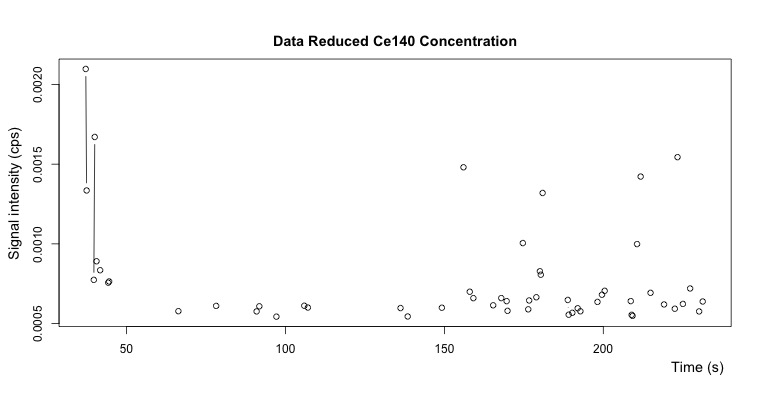 Data Reduced Ce140 Concentration
Signal intensity (cps)
0.0020
0.0015
0.0010
0.0005
50 100 150 200
Time (s)